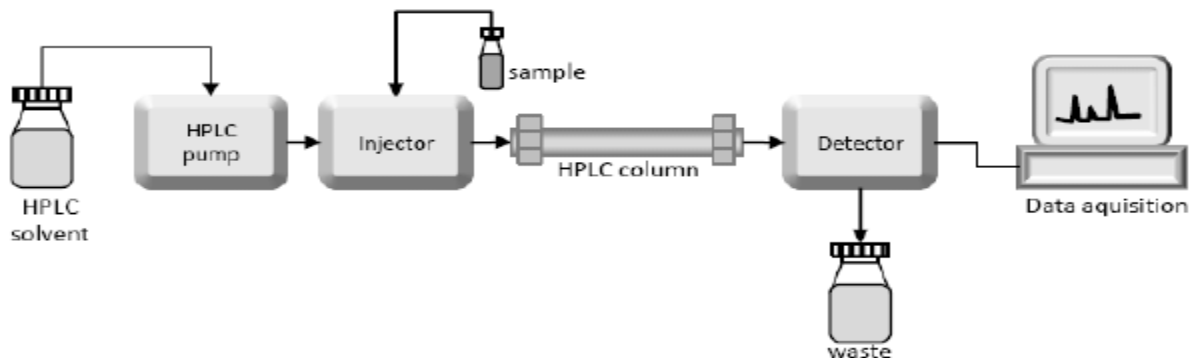 sample
HPLC
pump
Injector
Detector
HPLC column
HPLC
solvent
Data aquisition
waste